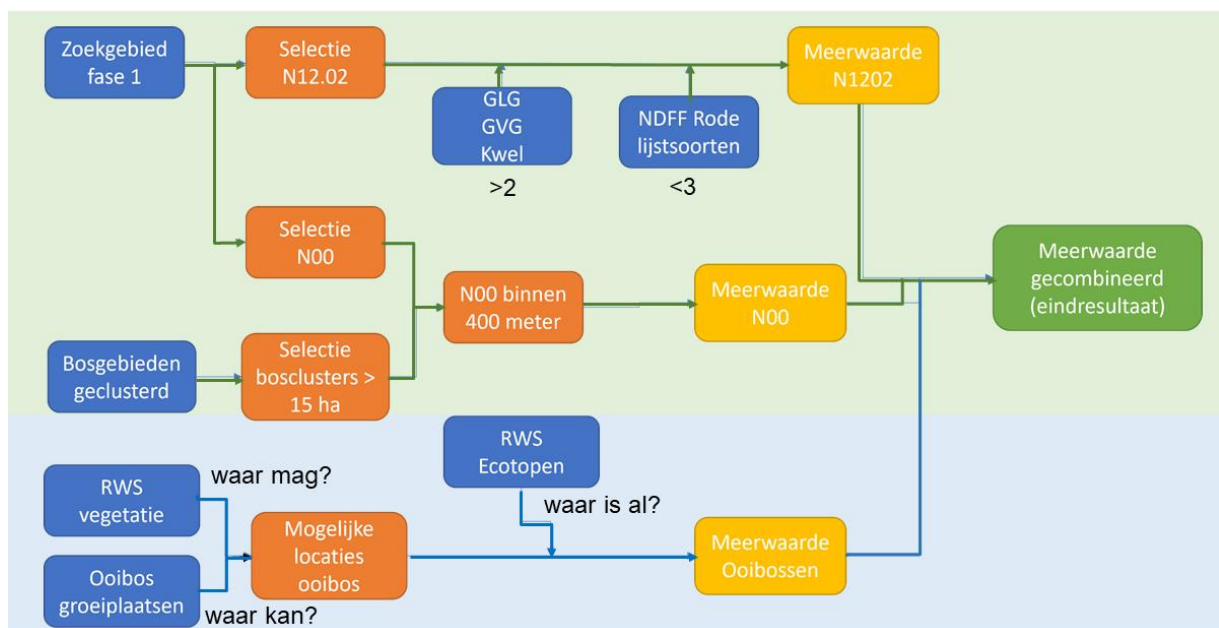 Zoekgebied
fase 1
Selectie
N12.02
Meerwaarde
N1202
GLG
GVG
Kwel
>2
NDFF Rode
lijstsoorten
<3
Selectie
N00
N00 binnen
400 meter
Meerwaarde
N00
Meerwaarde
gecombineerd
(eindresultaat)
Bosgebieden
geclusterd
Selectie
bosclusters >
15 ha
RWS
Ecotopen
waar is al?
RWS
vegetatie
waar mag?
Mogelijke
locaties
ooibos
Meerwaarde
Ooibossen
Ooibos
groeiplaatsen
waar kan?